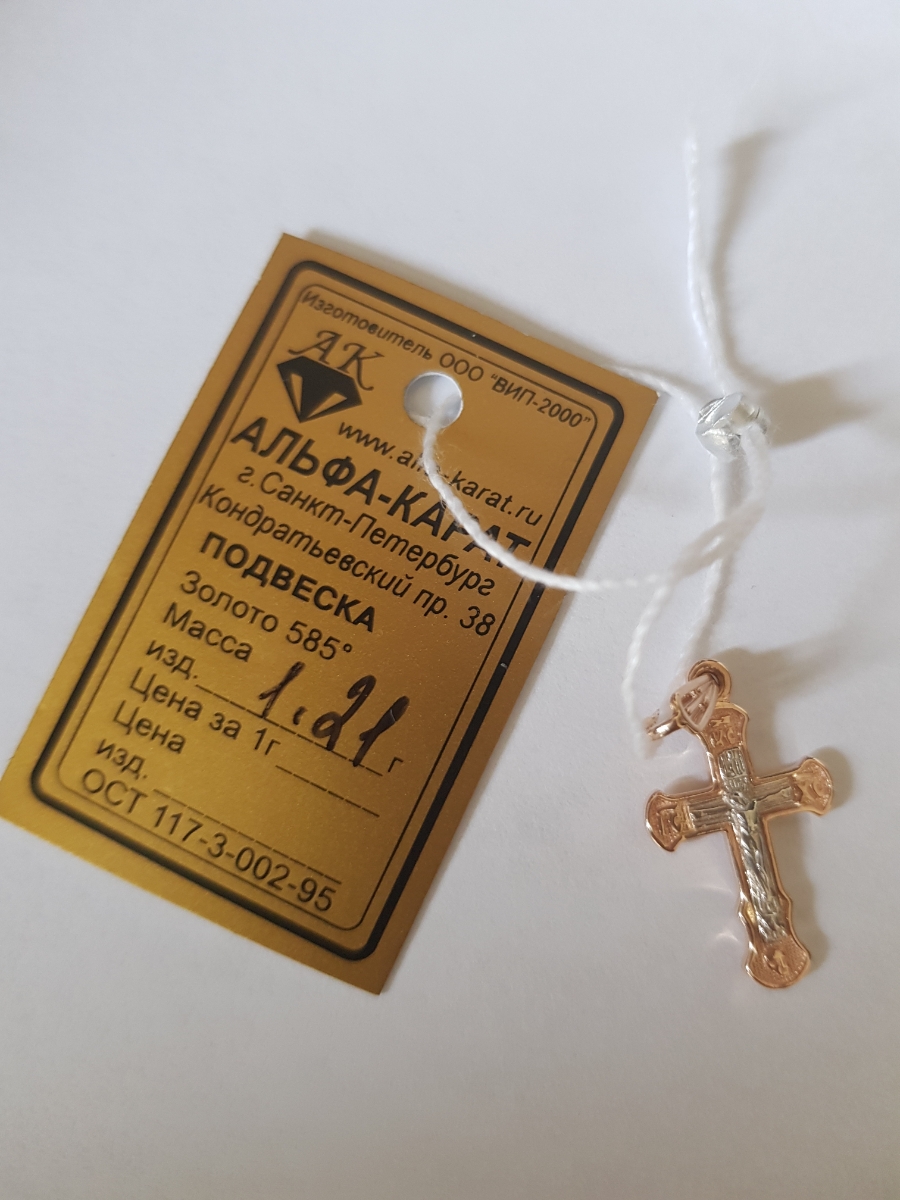 Изготовитель ООО "ВИП-2000"
АК
www.alfa-karat.ru
АЛЬФА-КАРАТ
г.Санкт-Петербург
Кондратьевский пр. 38
ПОДВЕСКА
Золото 585°
Масса
изд. 1.21 г
Цена за 1г
Цена
изд.
ОСТ 117-3-002-95